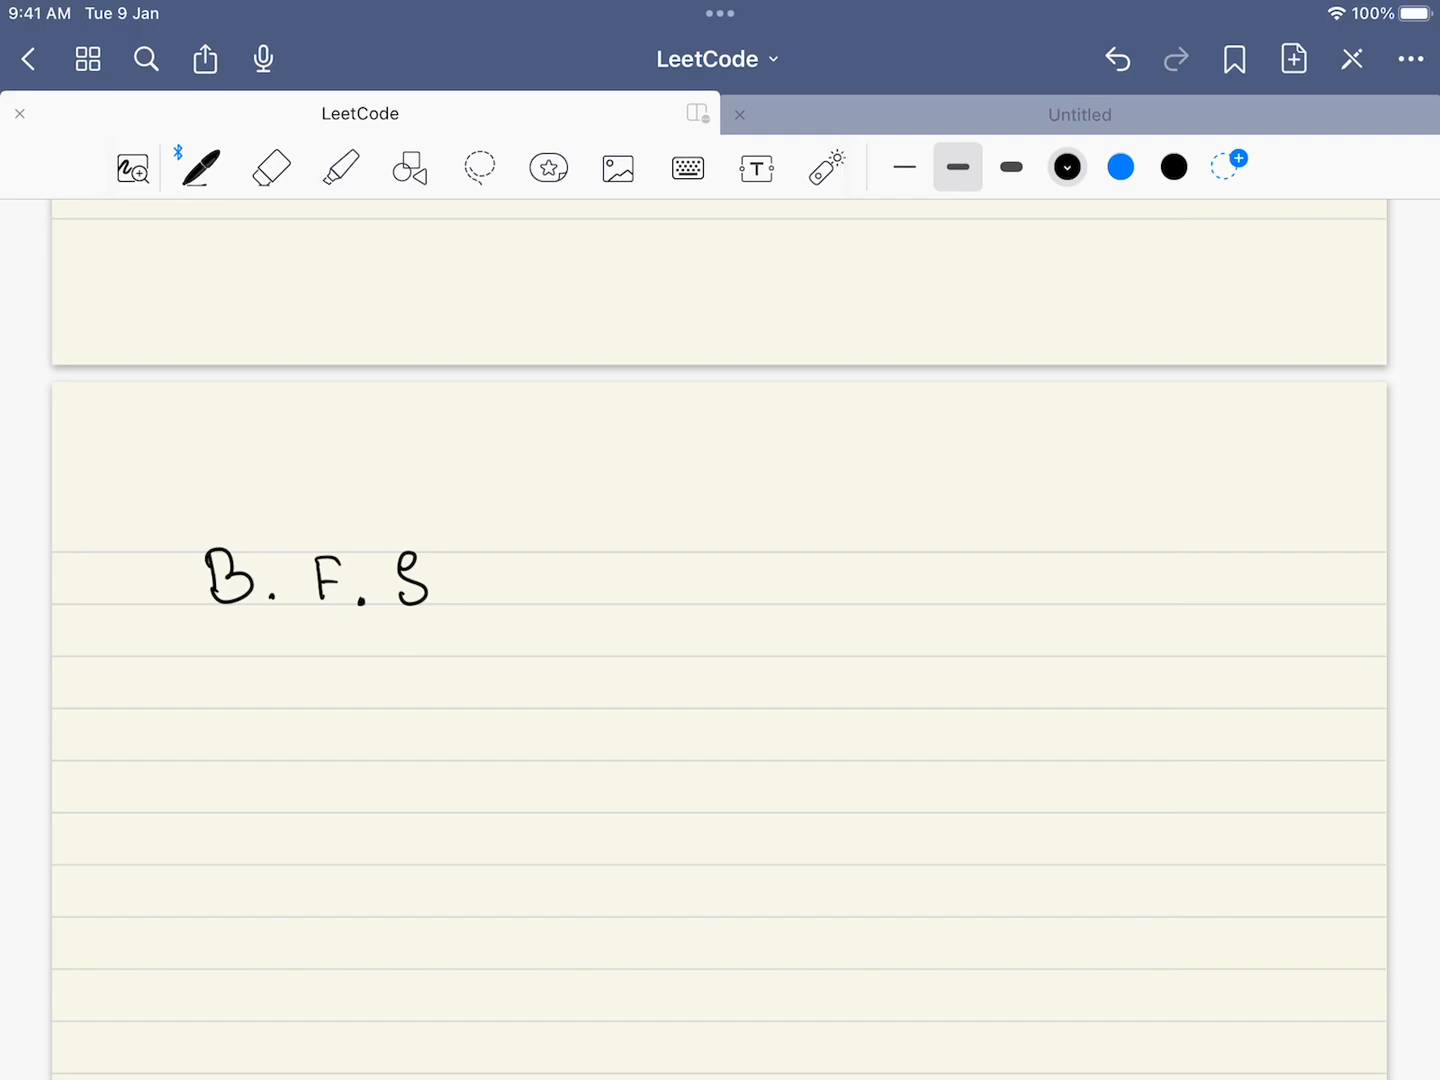 9:41 AM Tue 9 Jan
100%
LeetCode
LeetCode
Untitled
T
B. F. S